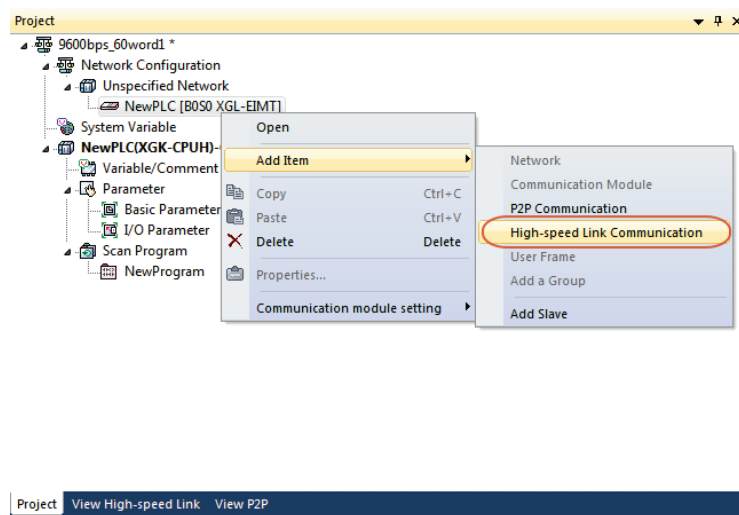 Project
9600bps_60word1 *
Network Configuration
Unspecified Network
NewPLC [B0S0 XGL-EIMT]
System Variable
NewPLC(XGK-CPUH)-
Variable/Comment
Parameter
Basic Parameter
I/O Parameter
Scan Program
NewProgram
Open
Add Item
Copy Ctrl+C
Paste Ctrl+V
Delete Delete
Properties...
Communication module setting
Network
Communication Module
P2P Communication
High-speed Link Communication
User Frame
Add a Group
Add Slave
Project View High-speed Link View P2P